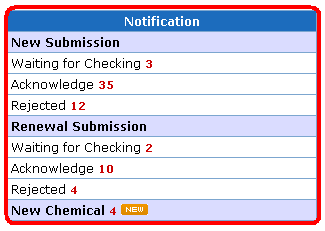 Notification
New Submission
Waiting for Checking 3
Acknowledge 35
Rejected 12
Renewal Submission
Waiting for Checking 2
Acknowledge 10
Rejected 4
New Chemical 4 NEW